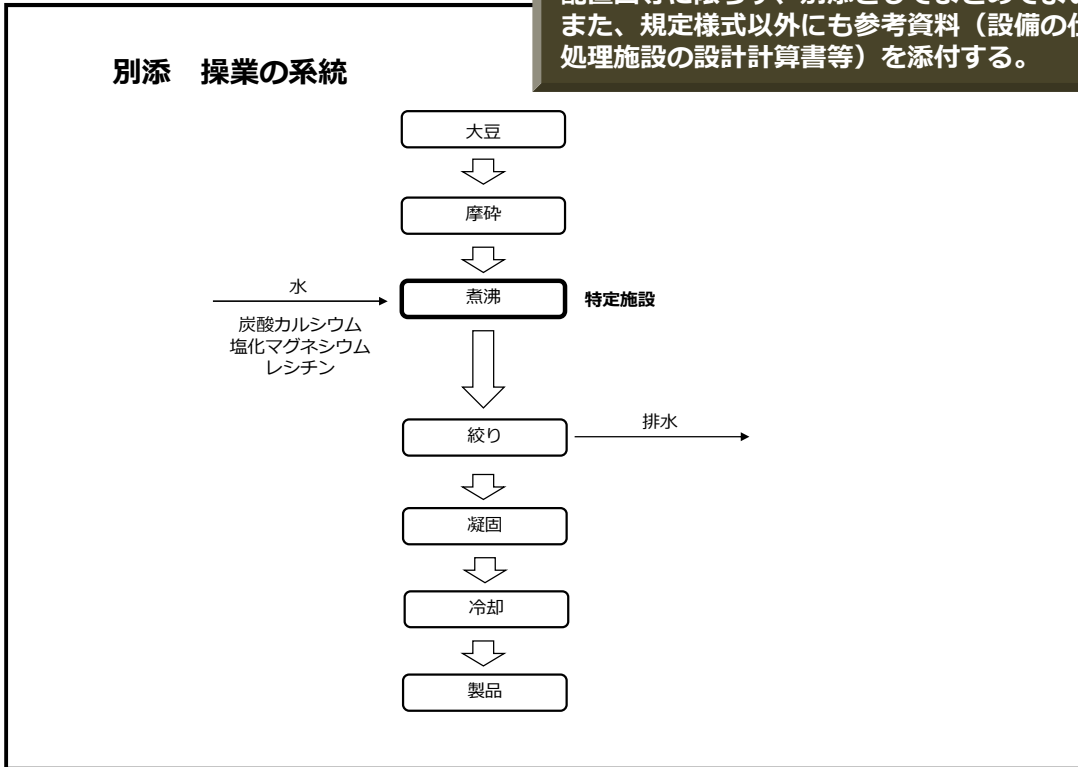 また、規定様式以外にも参考資料（設備の仕
処理施設の設計計算書等）を添付する。
別添 操業の系統
大豆
摩砕
水
煮沸
特定施設
炭酸カルシウム
塩化マグネシウム
レシチン
絞り
排水
凝固
冷却
製品